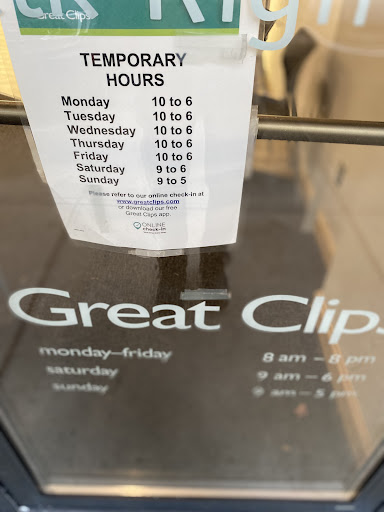 Great Clips
TEMPORARY
HOURS
Monday 10 to 6
Tuesday 10 to 6
Wednesday 10 to 6
Thursday 10 to 6
Friday 10 to 6
Saturday 9 to 6
Sunday 9 to 5
Please refer to our online check-in at
www.greatclips.com
or download our free
Great Clips app.
ONLINE
check-in
Great Clips
monday–friday 8 am – 8 pm
saturday 9 am – 6 pm
sunday 9 am – 5 pm